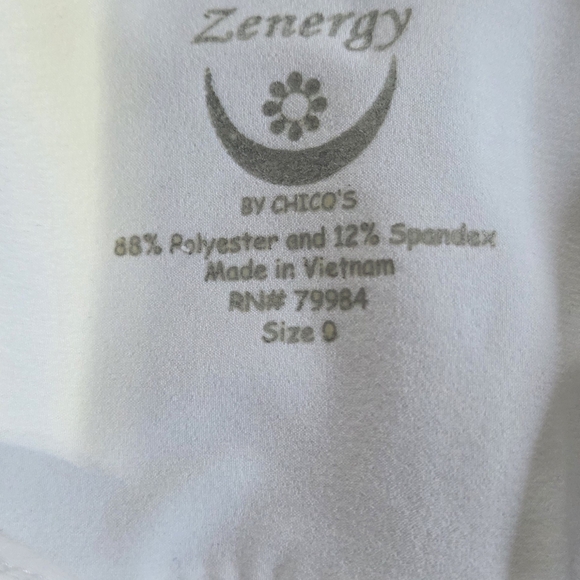 Zenergy
BY CHICO'S
88% Polyester and 12% Spandex
Made in Vietnam
RN# 79984
Size 0